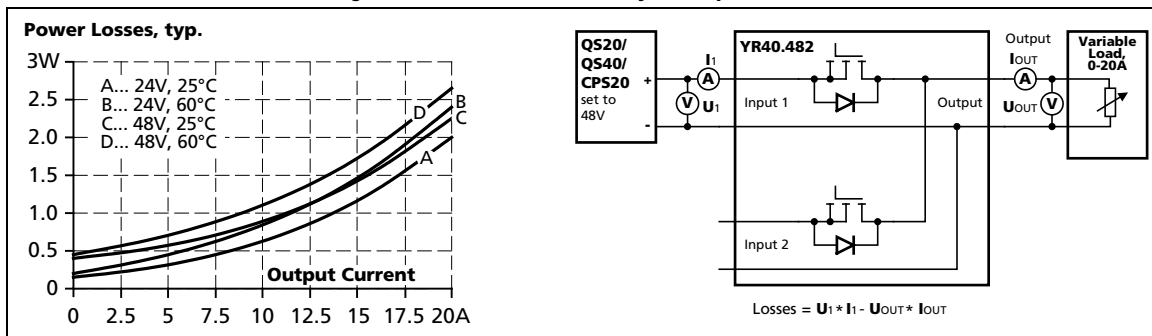 Power Losses, typ.
3W
2.5
2.0
1.5
1.0
0.5
0
A... 24V, 25°C
B... 24V, 60°C
C... 48V, 25°C
D... 48V, 60°C
D
B
C
A
Output Current
0 2.5 5 7.5 10 12.5 15 17.5 20A
QS20/
QS40/
CPS20
set to
48V
+
-
V U1
I1
A
YR40.482
Input 1
Output
Input 2
Output
IOUT
A
UOUT V
Variable
Load,
0-20A
Losses = U1 * I1 - UOUT * IOUT